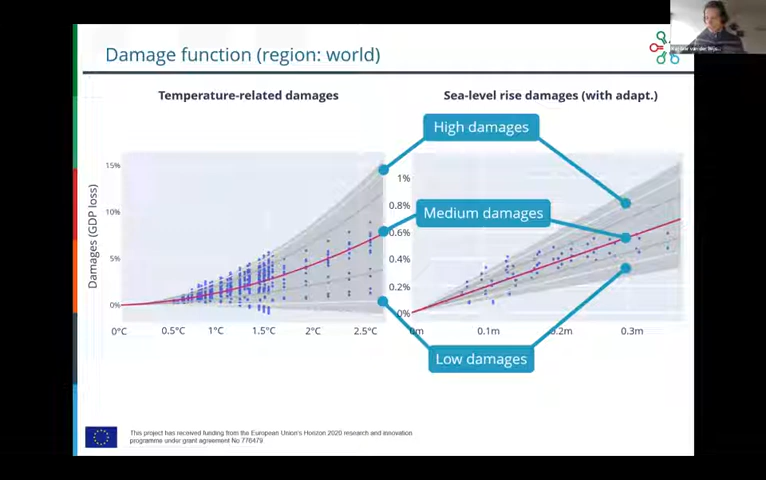 Damage function (region: world)
Temperature-related damages
Sea-level rise damages (with adapt.)
High damages
Medium damages
Low damages
Damages (GDP loss)
15%
10%
5%
0%
0°C
0.5°C
1°C
1.5°C
2°C
2.5°C
1%
0.8%
0.6%
0.4%
0.2%
0%
0m
0.1m
0.2m
0.3m
This project has received funding from the European Union's Horizon 2020 research and innovation
programme under grant agreement No 776479